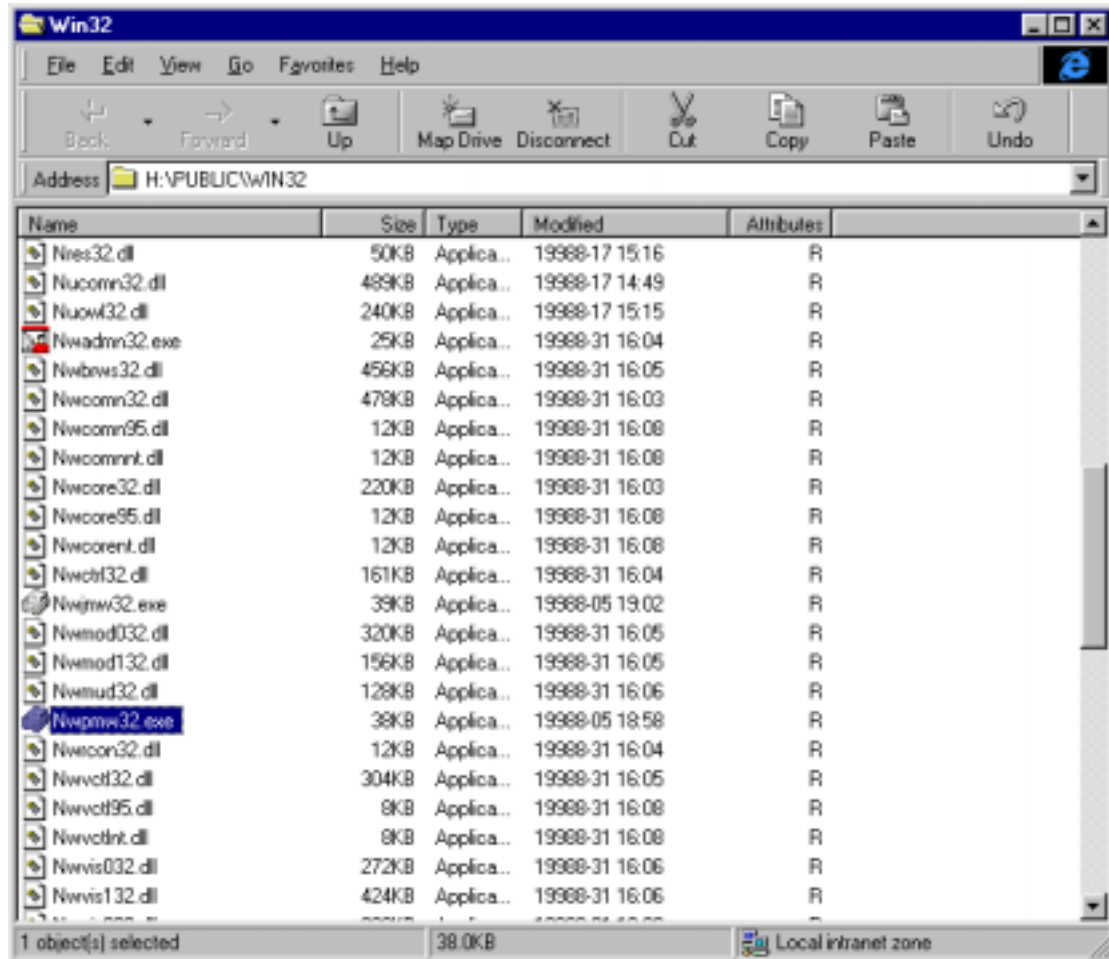 Win32
File Edit View Go Favorites Help
Back Forward Up Map Drive Disconnect Cut Copy Paste Undo
Address H:\PUBLIC\WIN32
Name Size Type Modified Attributes
Nres32.dll 50KB Applica... 19988-17 15:16 R
Nucomn32.dll 489KB Applica... 19988-17 14:49 R
Nuowl32.dll 240KB Applica... 19988-17 15:15 R
Nwadmn32.exe 25KB Applica... 19988-31 16:04 R
Nwbrws32.dll 456KB Applica... 19988-31 16:05 R
Nwcomn32.dll 478KB Applica... 19988-31 16:03 R
Nwcomn95.dll 12KB Applica... 19988-31 16:08 R
Nwcomnnt.dll 12KB Applica... 19988-31 16:08 R
Nwcore32.dll 220KB Applica... 19988-31 16:03 R
Nwcore95.dll 12KB Applica... 19988-31 16:08 R
Nwcorent.dll 12KB Applica... 19988-31 16:08 R
Nwctrl32.dll 161KB Applica... 19988-31 16:04 R
Nwjmw32.exe 39KB Applica... 19988-05 19:02 R
Nwmod032.dll 320KB Applica... 19988-31 16:05 R
Nwmod132.dll 156KB Applica... 19988-31 16:05 R
Nwmud32.dll 128KB Applica... 19988-31 16:06 R
Nwpmw32.exe 38KB Applica... 19988-05 18:58 R
Nwrcon32.dll 12KB Applica... 19988-31 16:04 R
Nwvctl32.dll 304KB Applica... 19988-31 16:05 R
Nwvctl95.dll 8KB Applica... 19988-31 16:08 R
Nwvctlnt.dll 8KB Applica... 19988-31 16:08 R
Nwvis032.dll 272KB Applica... 19988-31 16:06 R
Nwvis132.dll 424KB Applica... 19988-31 16:06 R
1 object(s) selected 38.0KB Local intranet zone